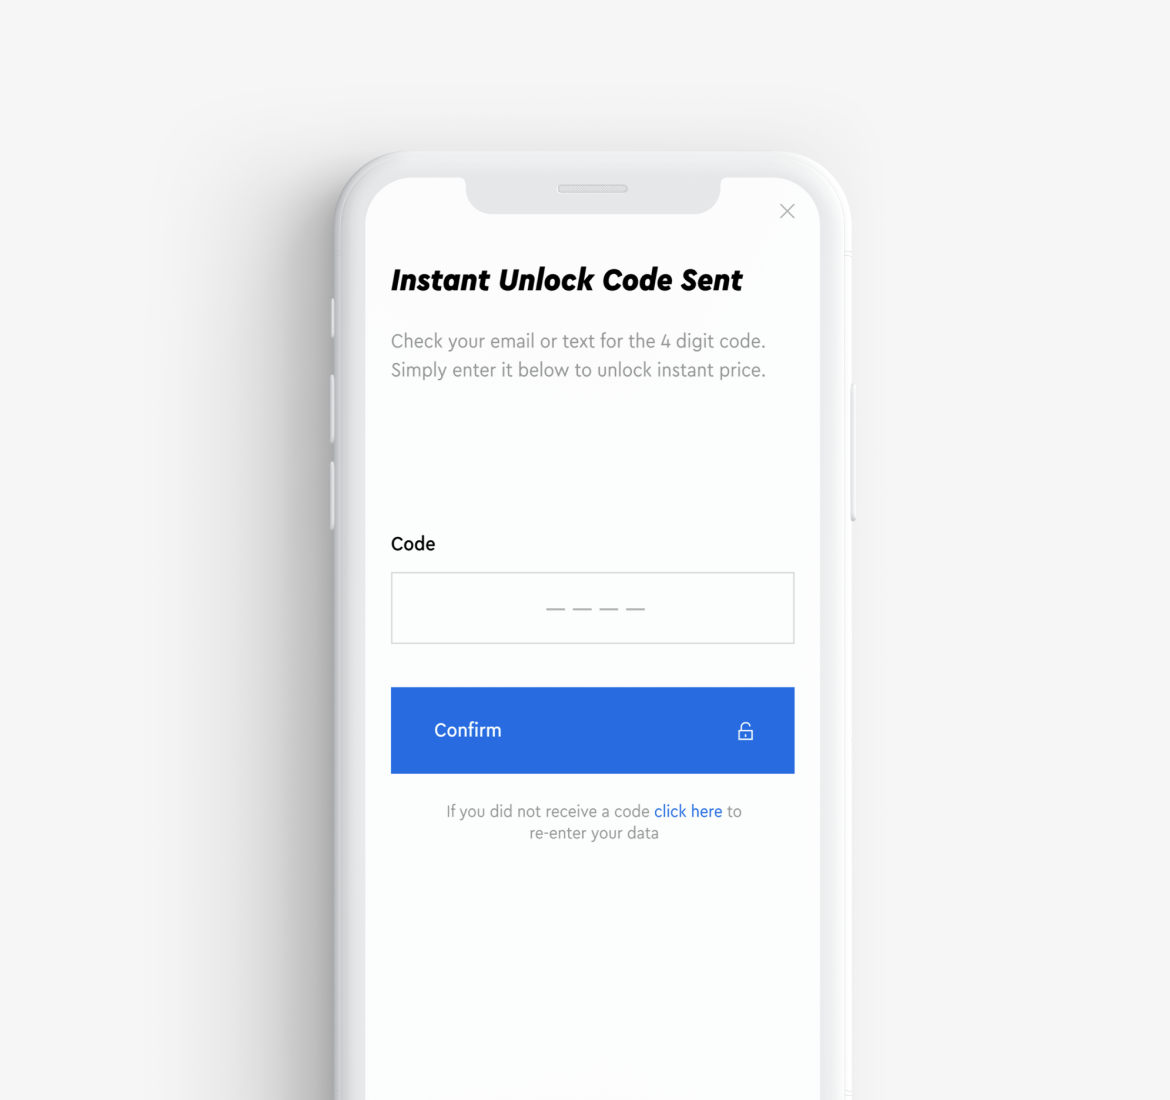 Instant Unlock Code Sent
Check your email or text for the 4 digit code.
Simply enter it below to unlock instant price.
Code
Confirm
If you did not receive a code click here to
re-enter your data